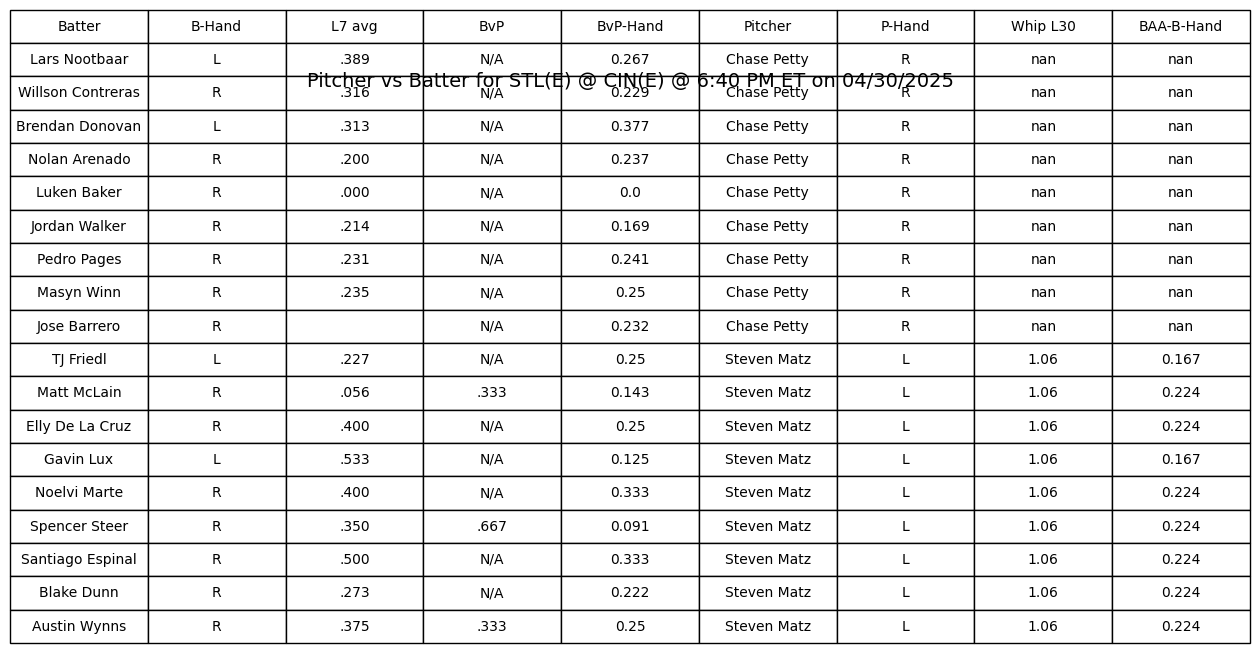 Batter B-Hand L7 avg BvP BvP-Hand Pitcher P-Hand Whip L30 BAA-B-Hand
Lars Nootbaar L .389 N/A 0.267 Chase Petty R nan nan
Pitcher vs Batter for STL(E) @ CIN(E) @ 6:40 PM ET on 04/30/2025
Willson Contreras R .316 N/A 0.229 Chase Petty R nan nan
Brendan Donovan L .313 N/A 0.377 Chase Petty R nan nan
Nolan Arenado R .200 N/A 0.237 Chase Petty R nan nan
Luken Baker R .000 N/A 0.0 Chase Petty R nan nan
Jordan Walker R .214 N/A 0.169 Chase Petty R nan nan
Pedro Pages R .231 N/A 0.241 Chase Petty R nan nan
Masyn Winn R .235 N/A 0.25 Chase Petty R nan nan
Jose Barrero R N/A 0.232 Chase Petty R nan nan
TJ Friedl L .227 N/A 0.25 Steven Matz L 1.06 0.167
Matt McLain R .056 .333 0.143 Steven Matz L 1.06 0.224
Elly De La Cruz R .400 N/A 0.25 Steven Matz L 1.06 0.224
Gavin Lux L .533 N/A 0.125 Steven Matz L 1.06 0.167
Noelvi Marte R .400 N/A 0.333 Steven Matz L 1.06 0.224
Spencer Steer R .350 .667 0.091 Steven Matz L 1.06 0.224
Santiago Espinal R .500 N/A 0.333 Steven Matz L 1.06 0.224
Blake Dunn R .273 N/A 0.222 Steven Matz L 1.06 0.224
Austin Wynns R .375 .333 0.25 Steven Matz L 1.06 0.224